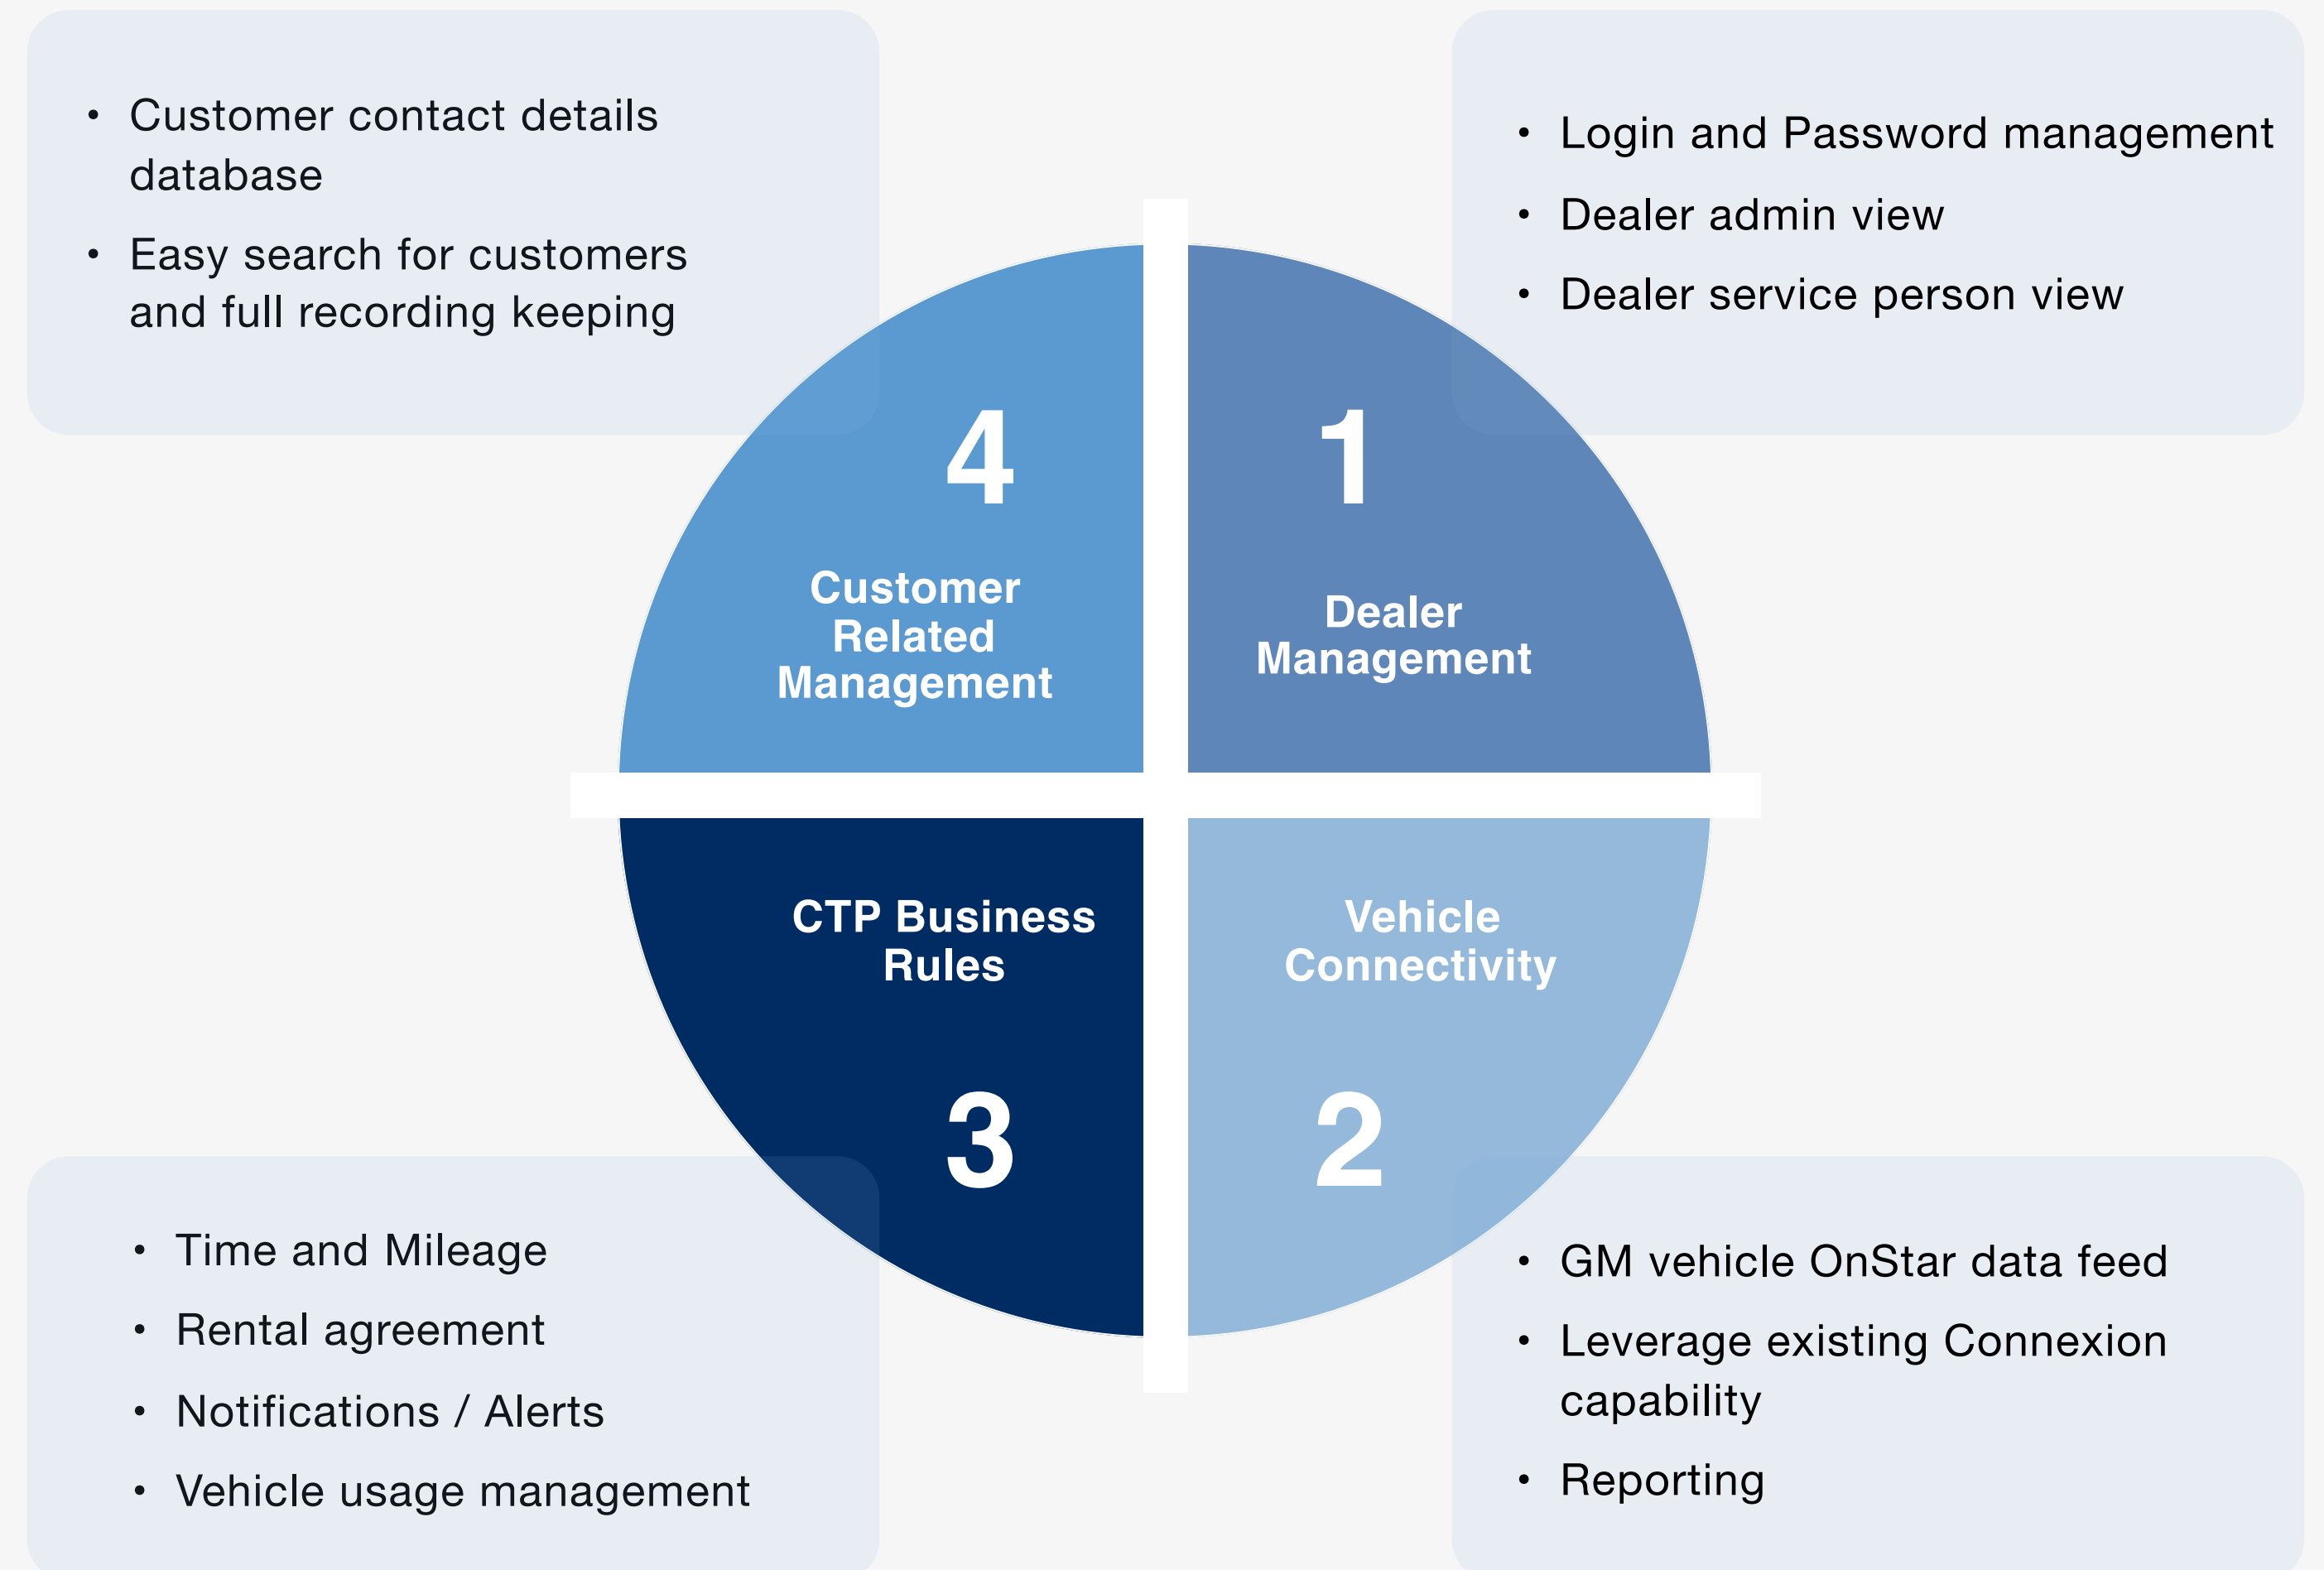 • Customer contact details
database
• Easy search for customers
and full recording keeping
• Login and Password management
• Dealer admin view
• Dealer service person view
4
Customer
Related
Management
1
Dealer
Management
CTP Business
Rules
3
Vehicle
Connectivity
2
• Time and Mileage
• Rental agreement
• Notifications / Alerts
• Vehicle usage management
• GM vehicle OnStar data feed
• Leverage existing Connexion
capability
• Reporting